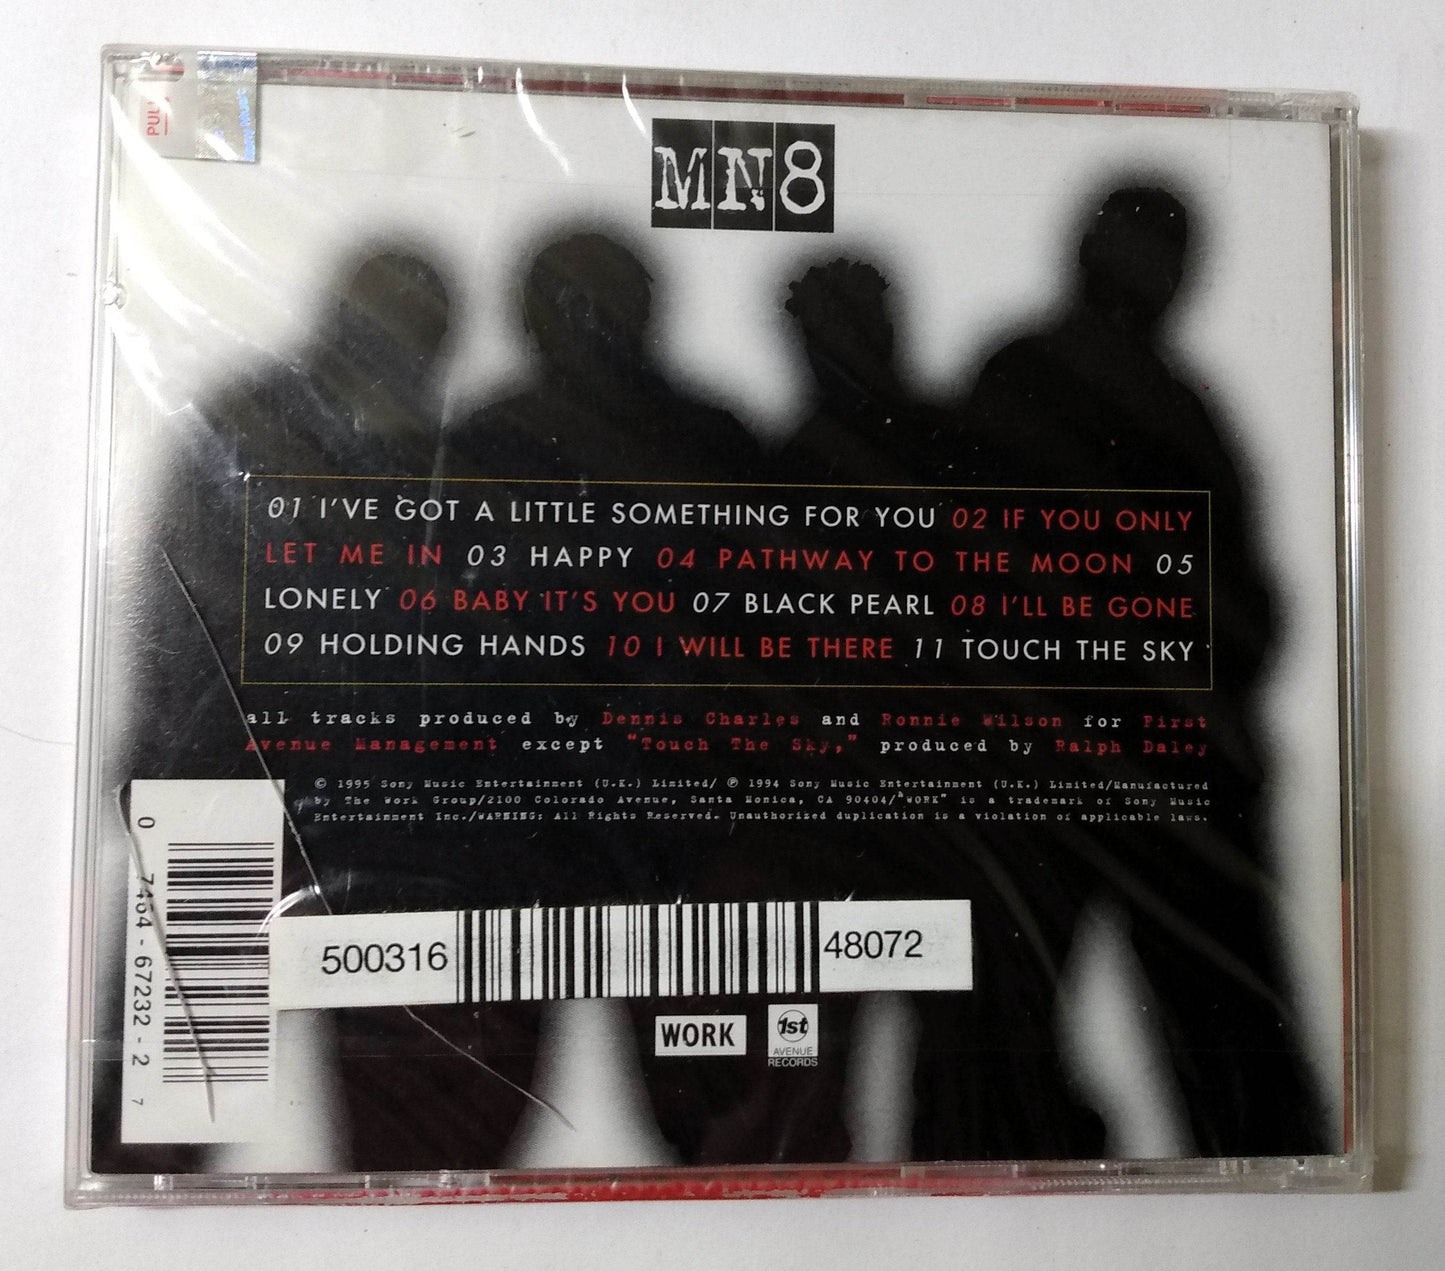 PUL
MN8
01 I'VE GOT A LITTLE SOMETHING FOR YOU 02 IF YOU ONLY
LET ME IN 03 HAPPY 04 PATHWAY TO THE MOON 05
LONELY 06 BABY IT'S YOU 07 BLACK PEARL 08 I'LL BE GONE
09 HOLDING HANDS 10 I WILL BE THERE 11 TOUCH THE SKY
all tracks produced by Dennis Charles and Ronnie Wilson for First
Avenue Management except "Touch The Sky," produced by Ralph Daley
© 1995 Sony Music Entertainment (U.K.) Limited/ ℗ 1994 Sony Music Entertainment (U.K.) Limited/Manufactured
by The Work Group/2100 Colorado Avenue, Santa Monica, CA 90404/"WORK" is a trademark of Sony Music
Entertainment Inc./WARNING: All Rights Reserved. Unauthorized duplication is a violation of applicable laws.
0 7464-67232-2 7
500316 48072
WORK
1st
AVENUE
RECORDS